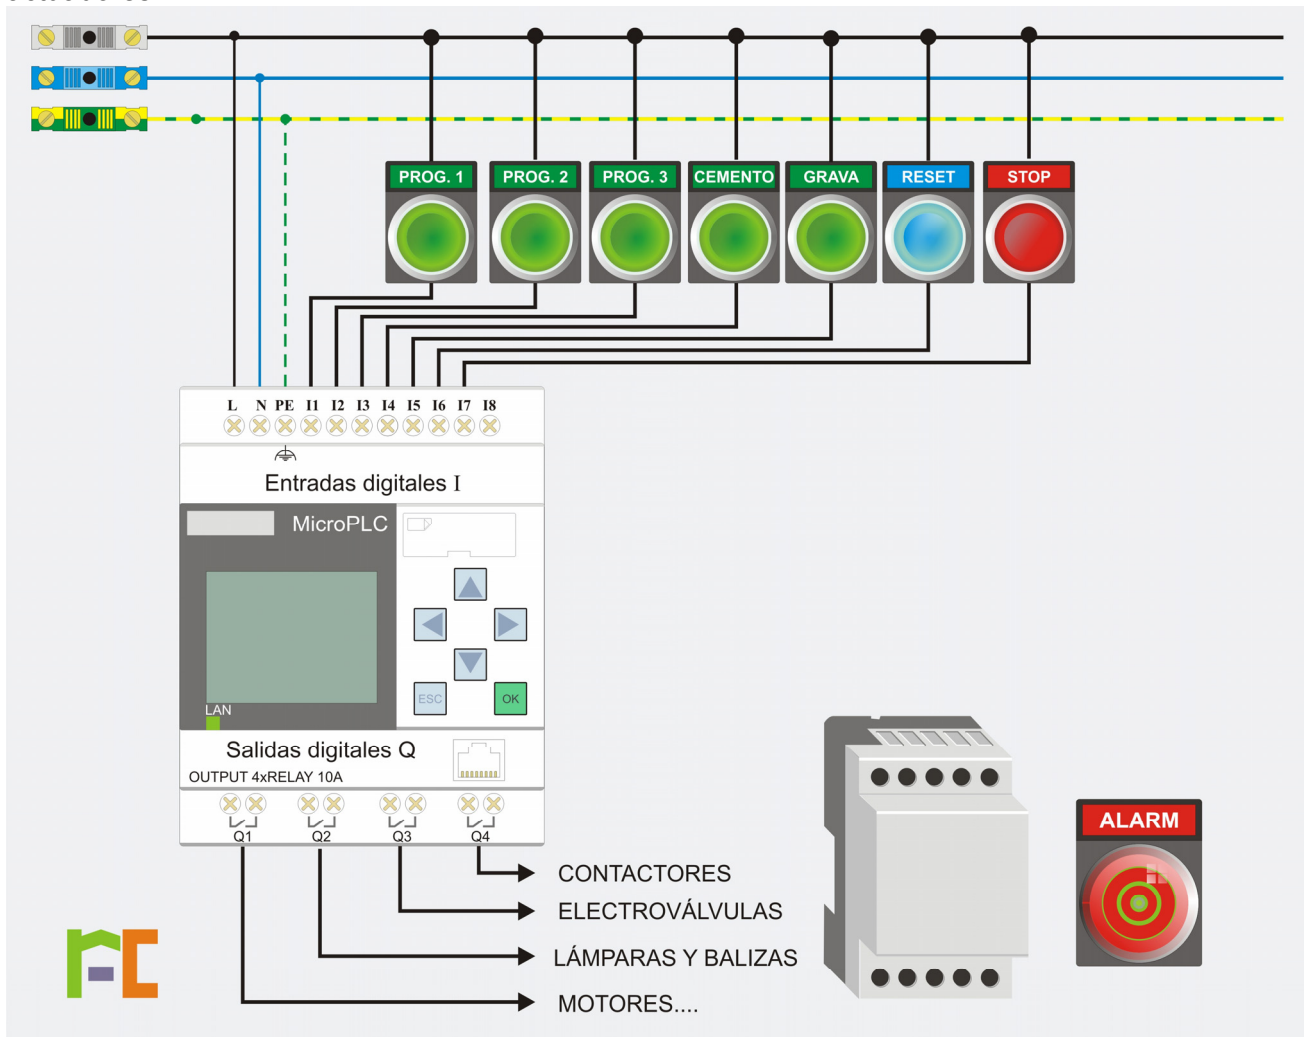 PROG. 1 PROG. 2 PROG. 3 CEMENTO GRAVA RESET STOP
L N PE I1 I2 I3 I4 I5 I6 I7 I8
Entradas digitales I
MicroPLC
ESC OK
LAN
Salidas digitales Q
OUTPUT 4xRELAY 10A
Q1 Q2 Q3 Q4
ALARM
CONTACTORES
ELECTROVÁLVULAS
LÁMPARAS Y BALIZAS
MOTORES....